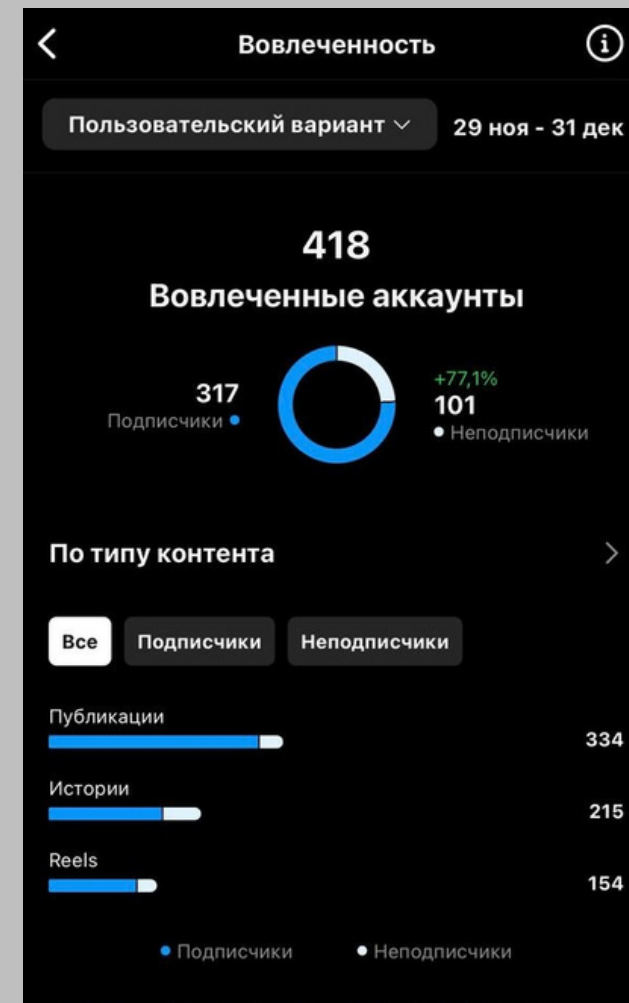 Вовлеченность
Пользовательский вариант 29 ноя - 31 дек
418
Вовлеченные аккаунты
+77,1%
317 101
Подписчики Неподписчики
По типу контента
Все Подписчики Неподписчики
Публикации
334
Истории
215
Reels
154
Подписчики Неподписчики